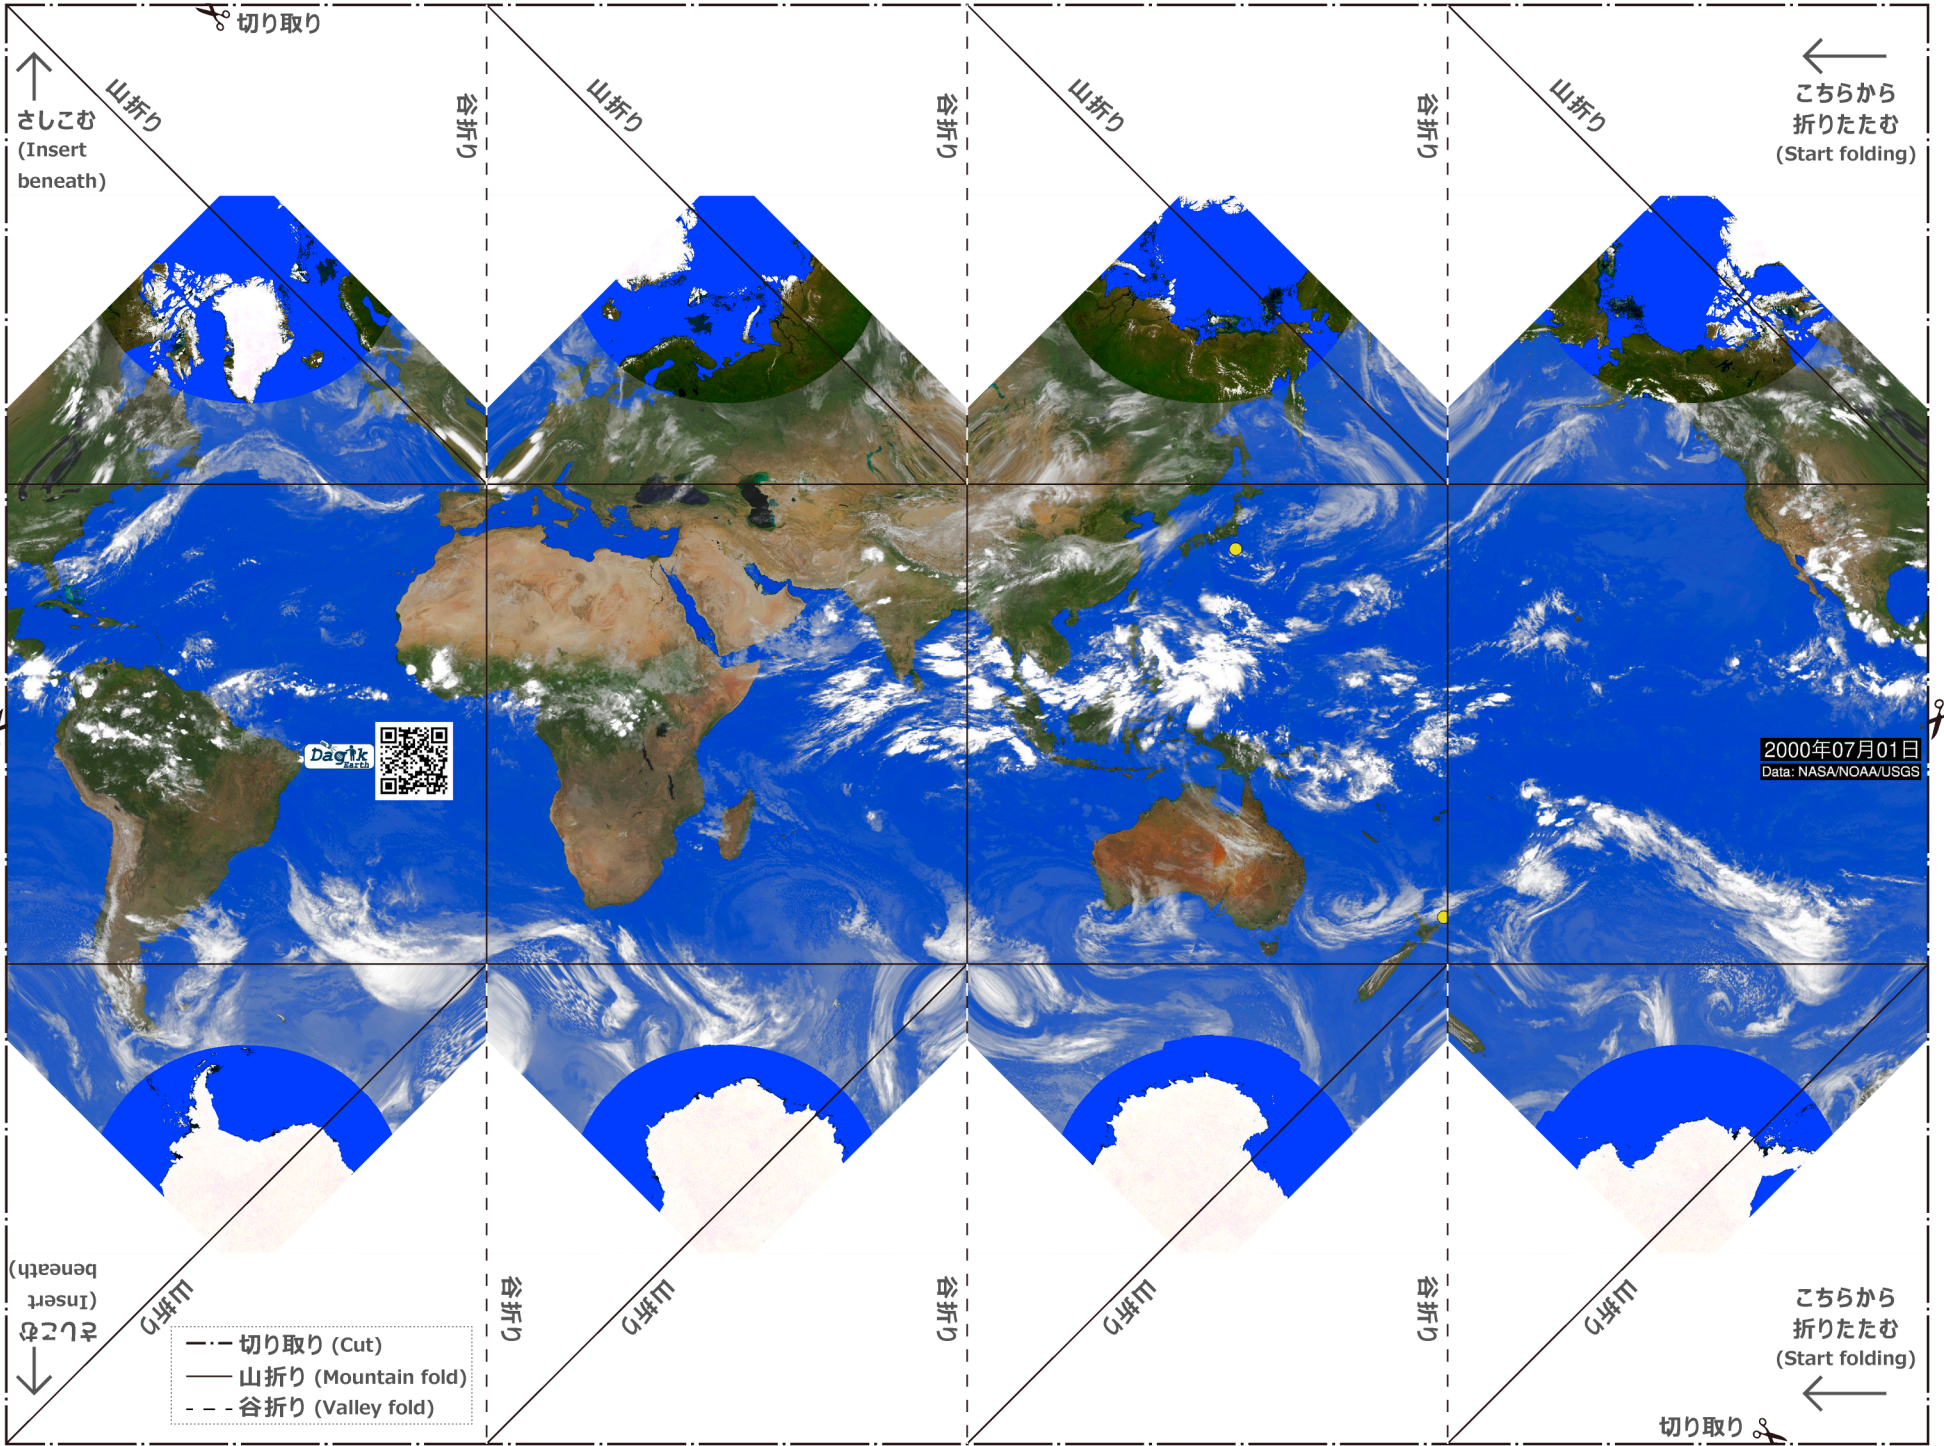 切り取り
山折り
谷折り
山折り
谷折り
山折り
谷折り
山折り
さしこむ
(Insert
beneath)
こちらから
折りたたむ
(Start folding)
Dagik
Earth
2000年07月01日
Data: NASA/NOAA/USGS
さしこむ
(Insert
beneath)
山折り
谷折り
山折り
谷折り
山折り
谷折り
山折り
こちらから
折りたたむ
(Start folding)
切り取り (Cut)
山折り (Mountain fold)
谷折り (Valley fold)
切り取り